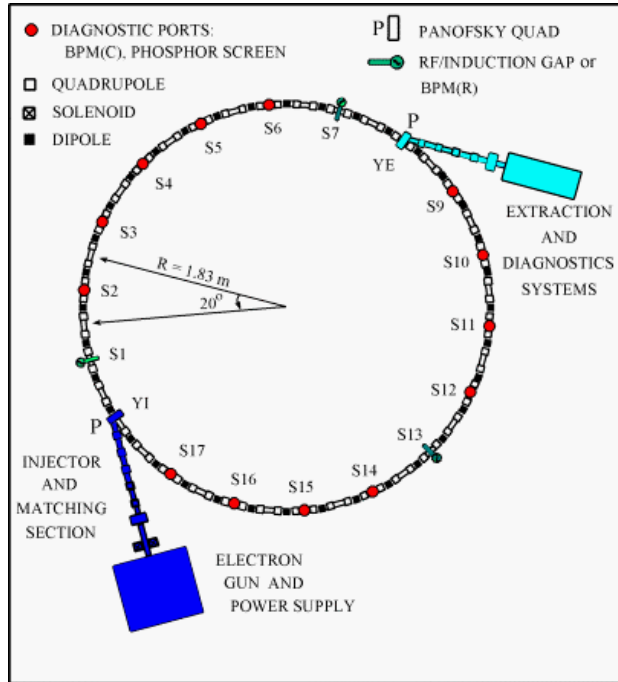 DIAGNOSTIC PORTS:
BPM(C), PHOSPHOR SCREEN
QUADRUPOLE
SOLENOID
DIPOLE
P
PANOFSKY QUAD
RF/INDUCTION GAP or
BPM(R)
S6
S7
P
S5
YE
S4
S9
S3
EXTRACTION
AND
DIAGNOSTICS
SYSTEMS
S10
R = 1.83 m
S2
20°
S11
S1
S12
YI
P
S13
S17
INJECTOR
AND
MATCHING
SECTION
S16
S15
S14
ELECTRON
GUN AND
POWER SUPPLY